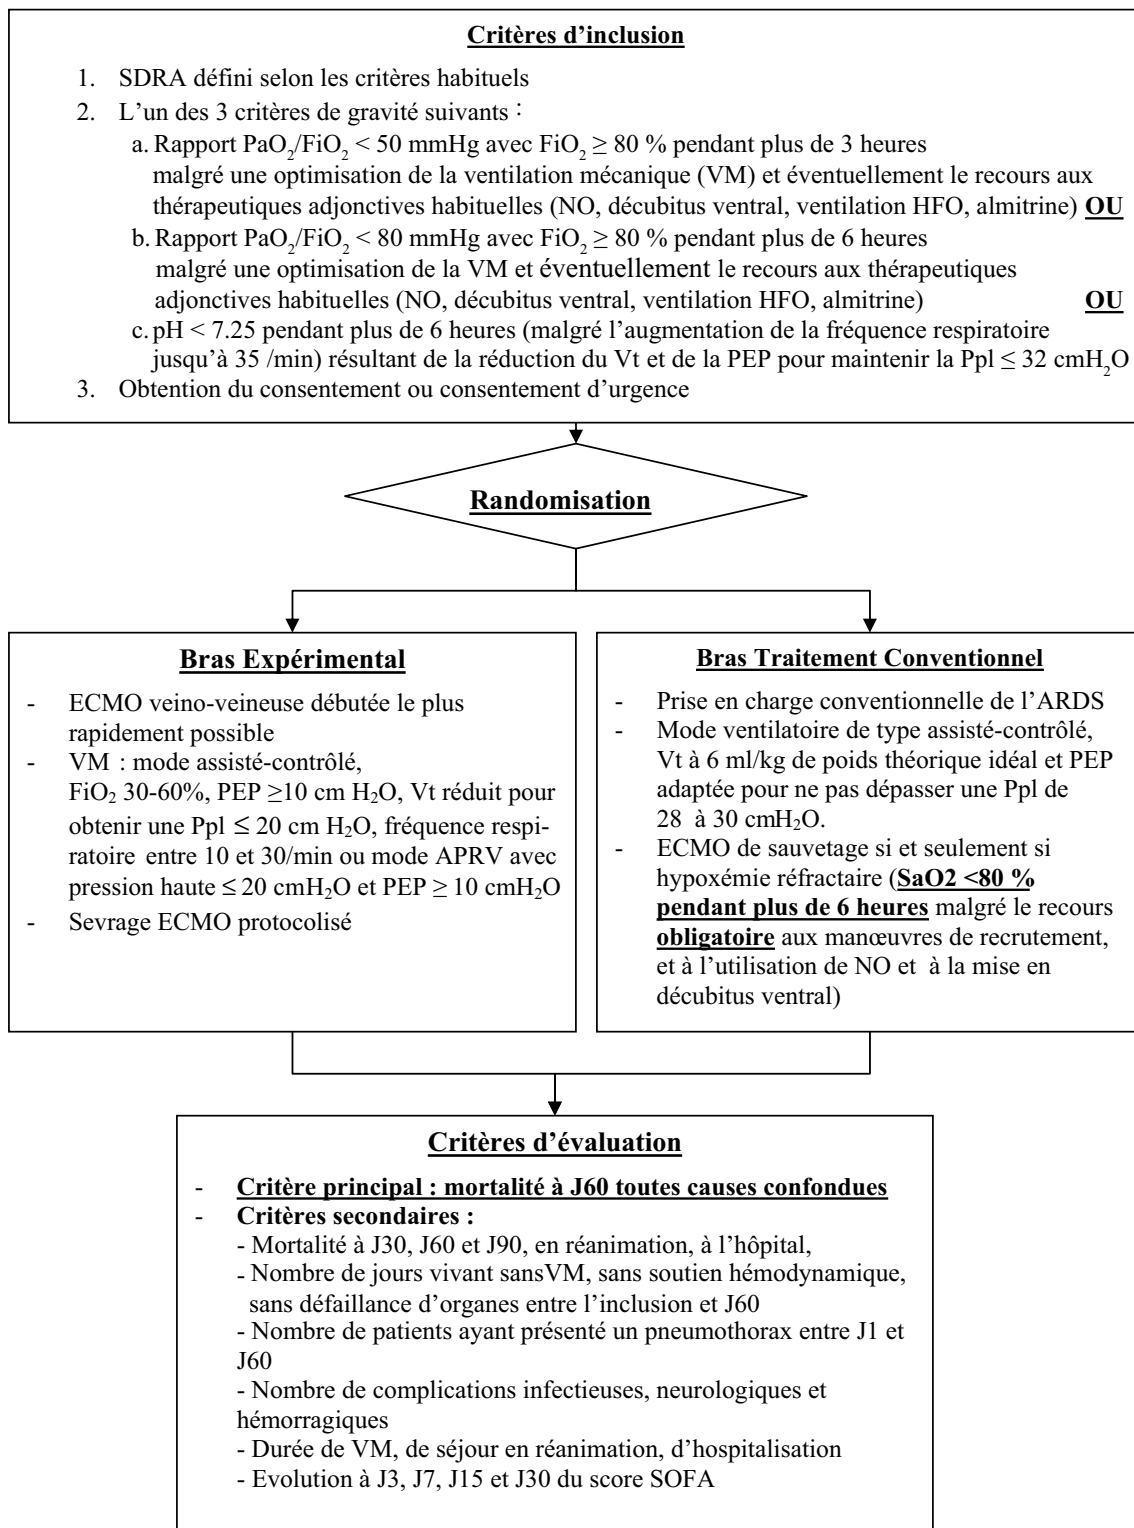 Critères d’inclusion
1. SDRA défini selon les critères habituels
2. L’un des 3 critères de gravité suivants :
a. Rapport PaO2/FiO2 < 50 mmHg avec FiO2 ≥ 80 % pendant plus de 3 heures
malgré une optimisation de la ventilation mécanique (VM) et éventuellement le recours aux
thérapeutiques adjonctives habituelles (NO, décubitus ventral, ventilation HFO, almitrine) OU
b. Rapport PaO2/FiO2 < 80 mmHg avec FiO2 ≥ 80 % pendant plus de 6 heures
malgré une optimisation de la VM et éventuellement le recours aux thérapeutiques
adjonctives habituelles (NO, décubitus ventral, ventilation HFO, almitrine) OU
c. pH < 7.25 pendant plus de 6 heures (malgré l’augmentation de la fréquence respiratoire
jusqu’à 35 /min) résultant de la réduction du Vt et de la PEP pour maintenir la Ppl ≤ 32 cmH2O
3. Obtention du consentement ou consentement d’urgence
Randomisation
Bras Expérimental
- ECMO veino-veineuse débutée le plus
rapidement possible
- VM : mode assisté-contrôlé,
FiO2 30-60%, PEP ≥10 cm H2O, Vt réduit pour
obtenir une Ppl ≤ 20 cm H2O, fréquence respi-
ratoire entre 10 et 30/min ou mode APRV avec
pression haute ≤ 20 cmH2O et PEP ≥ 10 cmH2O
- Sevrage ECMO protocolisé
Bras Traitement Conventionnel
- Prise en charge conventionnelle de l’ARDS
- Mode ventilatoire de type assisté-contrôlé,
Vt à 6 ml/kg de poids théorique idéal et PEP
adaptée pour ne pas dépasser une Ppl de
28 à 30 cmH2O.
- ECMO de sauvetage si et seulement si
hypoxémie réfractaire (SaO2 <80 %
pendant plus de 6 heures malgré le recours
obligatoire aux manœuvres de recrutement,
et à l’utilisation de NO et à la mise en
décubitus ventral)
Critères d’évaluation
- Critère principal : mortalité à J60 toutes causes confondues
- Critères secondaires :
- Mortalité à J30, J60 et J90, en réanimation, à l’hôpital,
- Nombre de jours vivant sansVM, sans soutien hémodynamique,
sans défaillance d’organes entre l’inclusion et J60
- Nombre de patients ayant présenté un pneumothorax entre J1 et
J60
- Nombre de complications infectieuses, neurologiques et
hémorragiques
- Durée de VM, de séjour en réanimation, d’hospitalisation
- Evolution à J3, J7, J15 et J30 du score SOFA